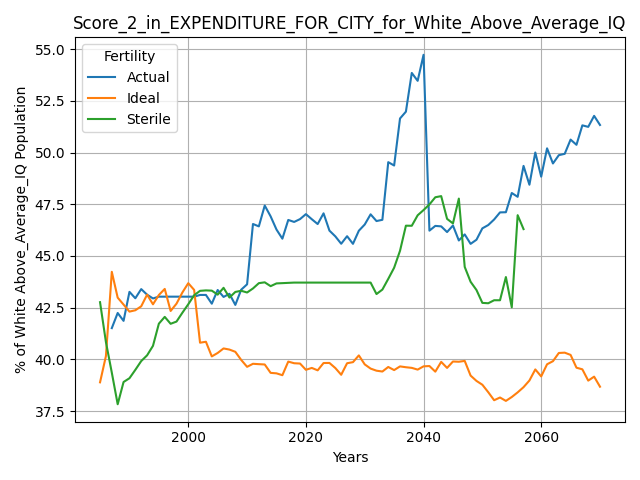 Score_2_in_EXPENDITURE_FOR_CITY_for_White_Above_Average_IQ
Fertility
Actual
Ideal
Sterile
% of White Above_Average_IQ Population
55.0
52.5
50.0
47.5
45.0
42.5
40.0
37.5
2000
2020
2040
2060
Years